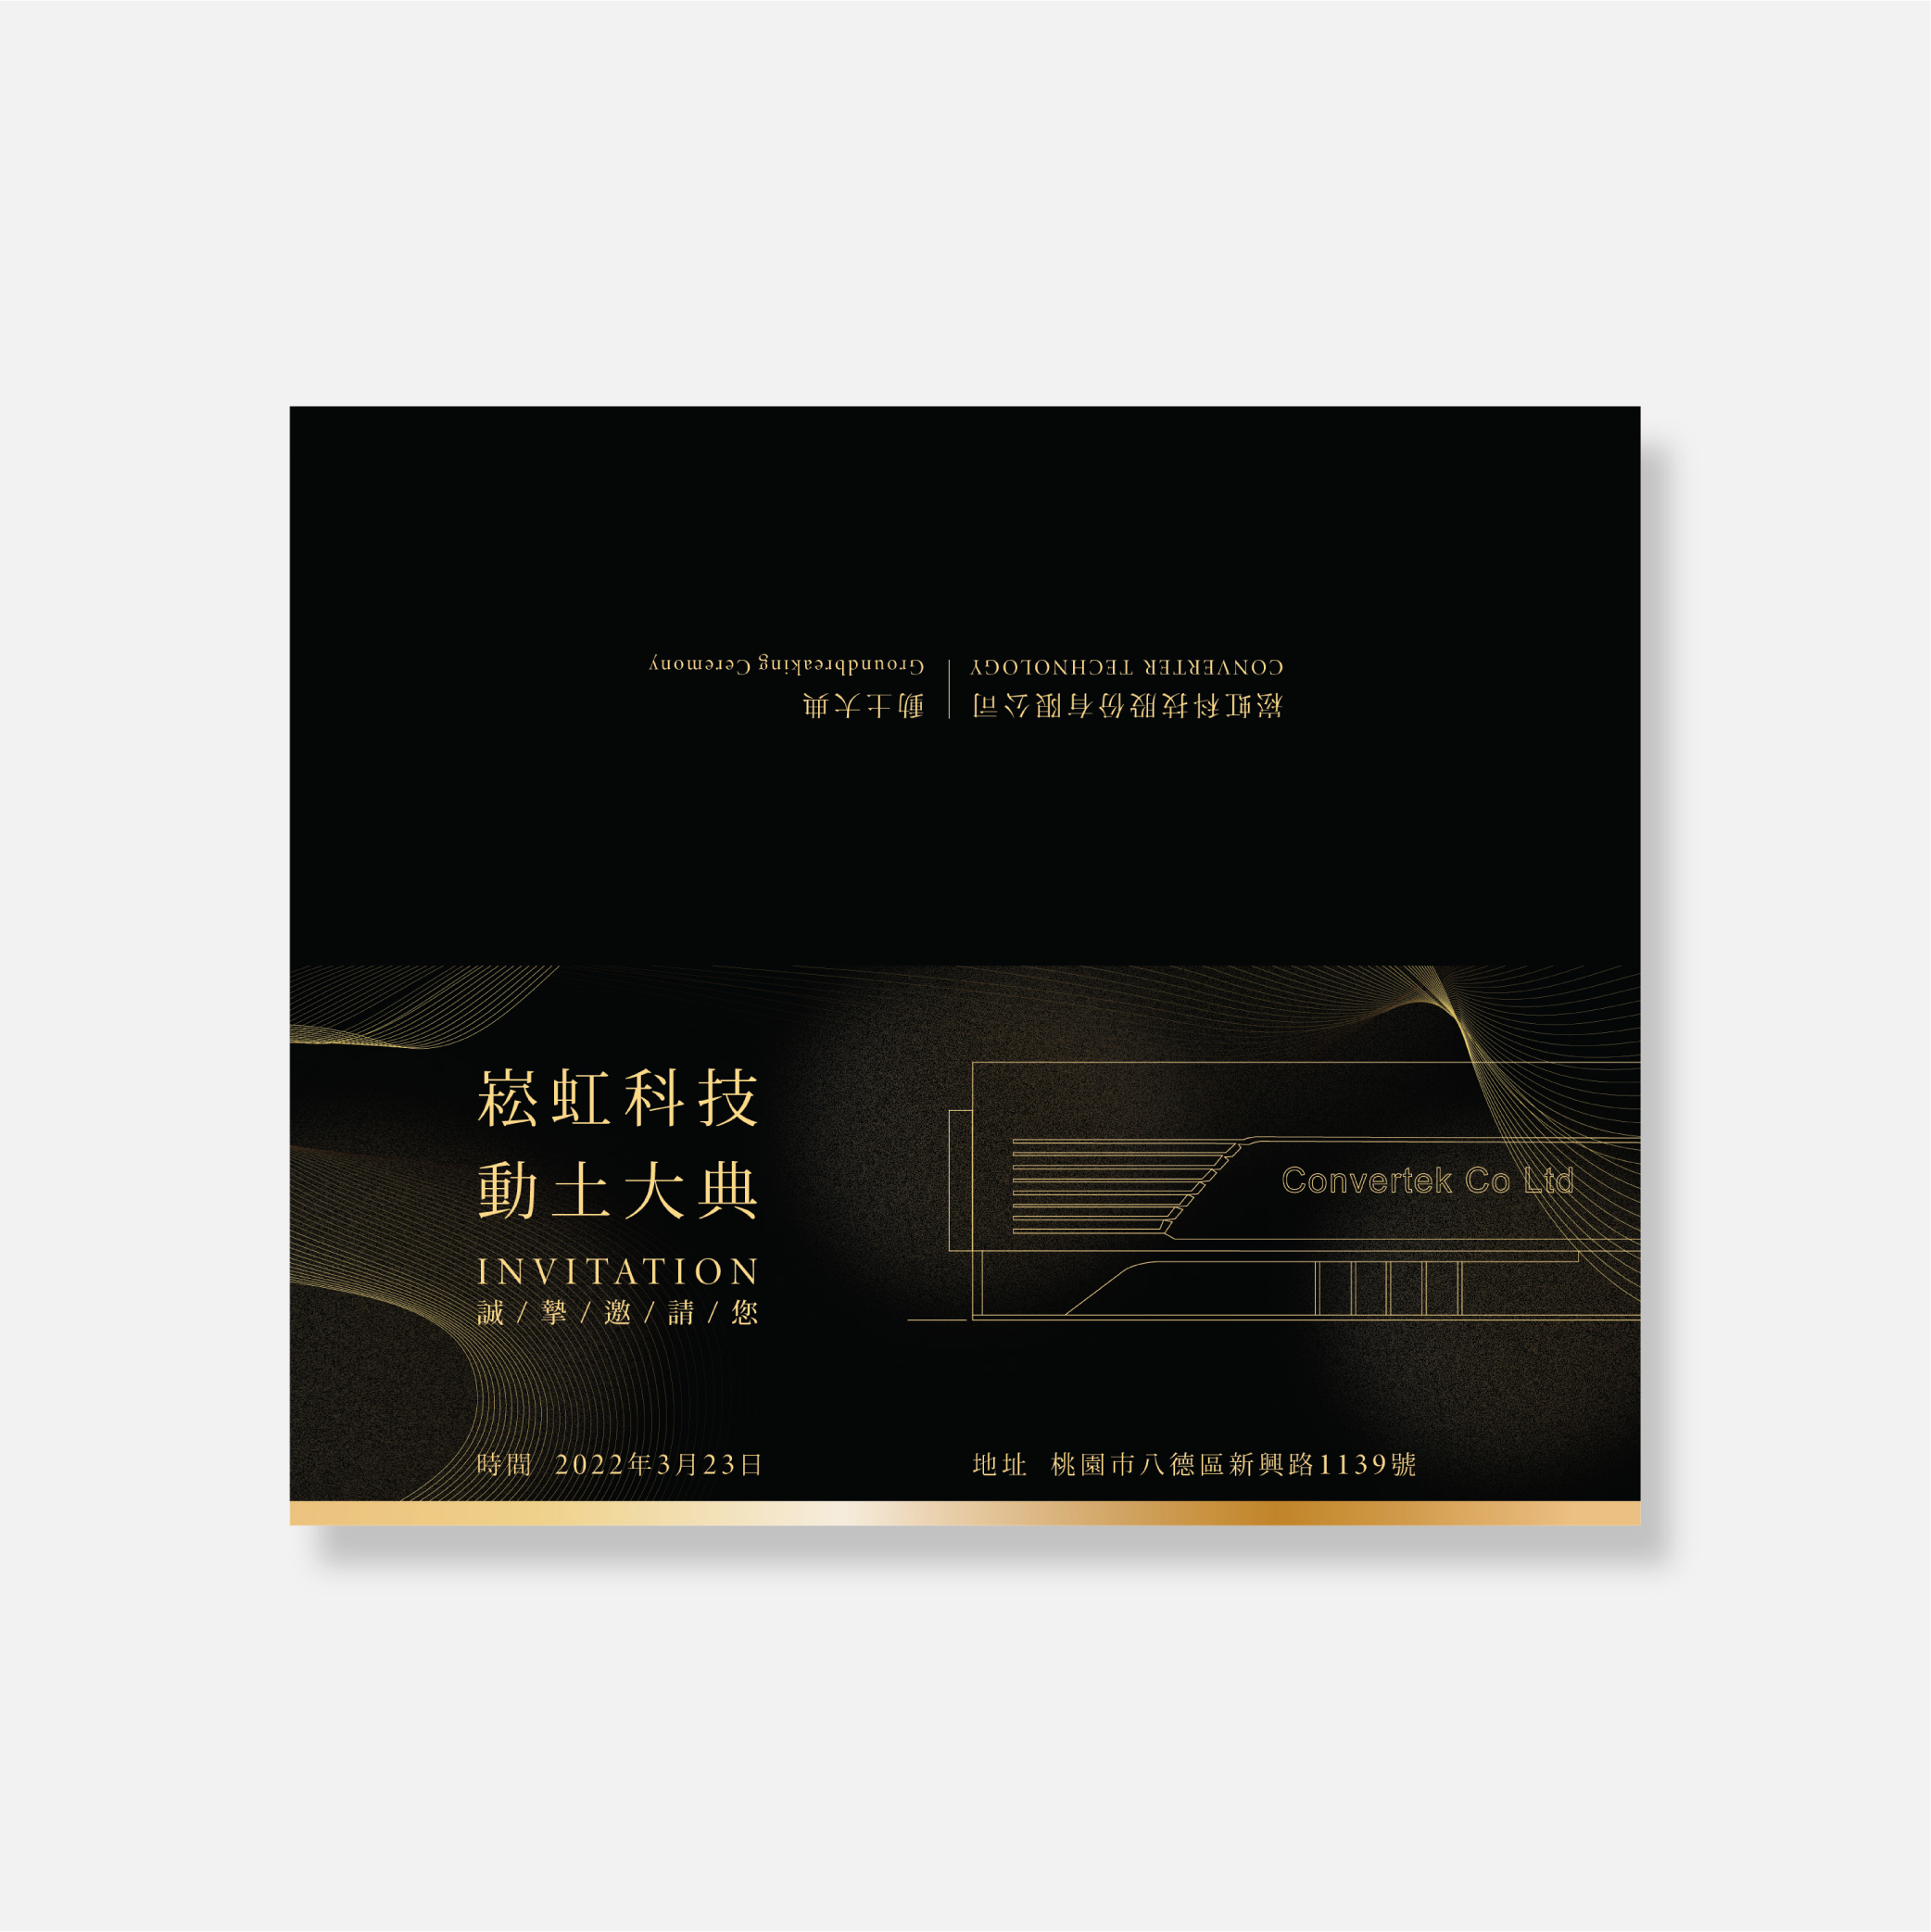 崧虹科技股份有限公司
CONVERTER TECHNOLOGY
動土大典
Groundbreaking Ceremony
崧虹科技
動土大典
INVITATION
誠/摯/邀/請/您
Convertek Co Ltd
時間 2022年3月23日
地址 桃園市八德區新興路1139號